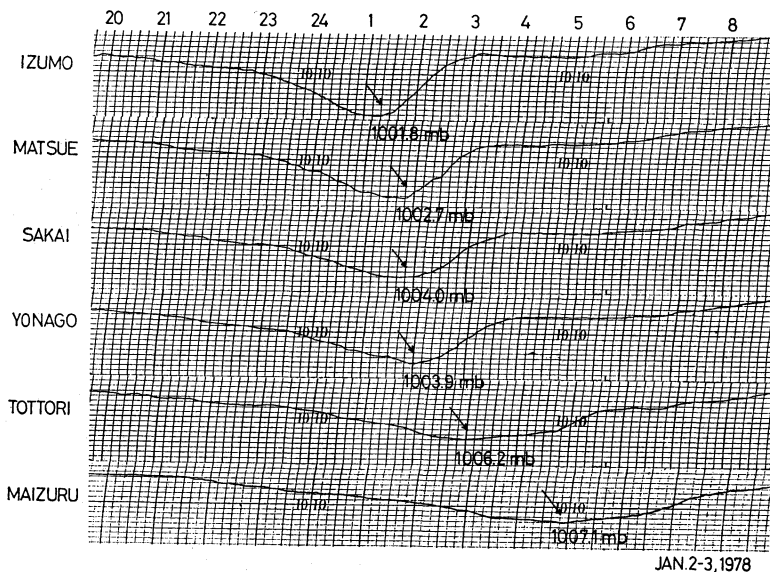 20 21 22 23 24 1 2 3 4 5 6 7 8
IZUMO 10 10 10 10
1001.8 mb
MATSUE 10 10 10 10
1002.7 mb
SAKAI 10 10 10 10
1004.0 mb
YONAGO 10 10 10 10
1003.9 mb
TOTTORI 10 10 10 10
1006.2 mb
MAIZURU 10 10 10 10
1007.1 mb
JAN.2-3, 1978